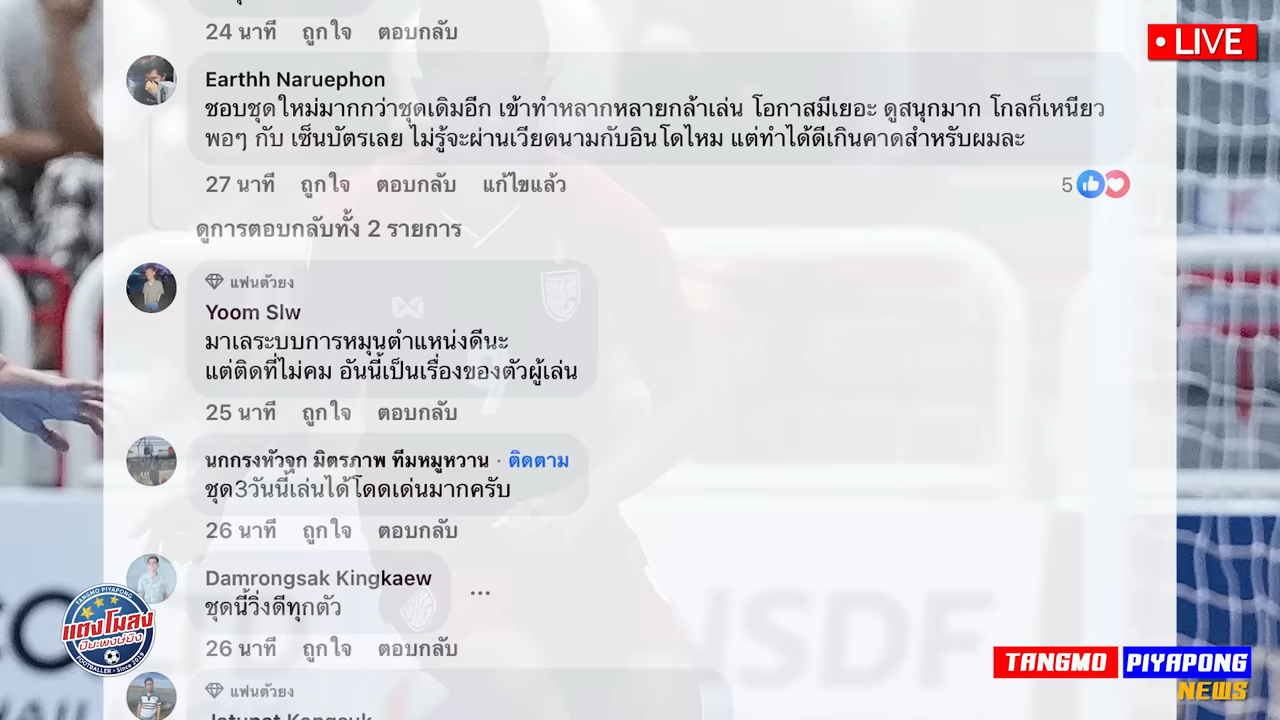 24 นาที ถูกใจ ตอบกลับ
• LIVE
Earthh Naruephon
ชอบชุดใหม่มากกว่าชุดเดิมอีก เข้าทำหลากหลายกล้าเล่น โอกาสมีเยอะ ดูสนุกมาก โกลก็เหนียว
พอๆ กับ เซ็นบัตรเลย ไม่รู้จะผ่านเวียดนามกับอินโดไหม แต่ทำได้ดีเกินคาดสำหรับผมละ
27 นาที ถูกใจ ตอบกลับ แก้ไขแล้ว 5
ดูการตอบกลับทั้ง 2 รายการ
แฟนตัวยง
Yoom Slw
มาเลระบบการหมุนตำแหน่งดีนะ
แต่ติดที่ไม่คม อันนี้เป็นเรื่องของตัวผู้เล่น
25 นาที ถูกใจ ตอบกลับ
นกกรงหัวจุก มิตรภาพ ทีมหมูหวาน · ติดตาม
ชุด3วันนี้เล่นได้โดดเด่นมากครับ
26 นาที ถูกใจ ตอบกลับ
Damrongsak Kingkaew
ชุดนี้วิ่งดีทุกตัว
26 นาที ถูกใจ ตอบกลับ
แฟนตัวยง
TANGMO PIYAPONG
แตงโมลง
ปิยะพงษ์ยิง
FOOTBALLER • Since 2019
TANGMO PIYAPONG
NEWS